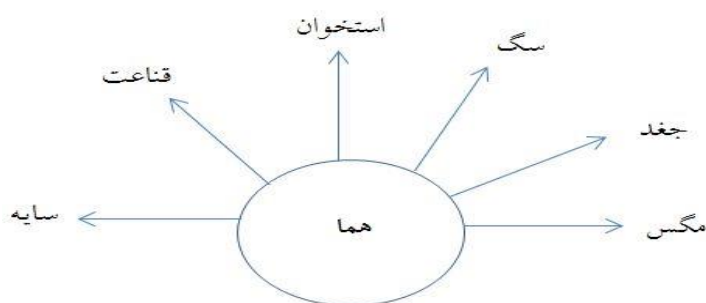 استخوان
سگ
قناعت
جغد
سایه
هما
مگس